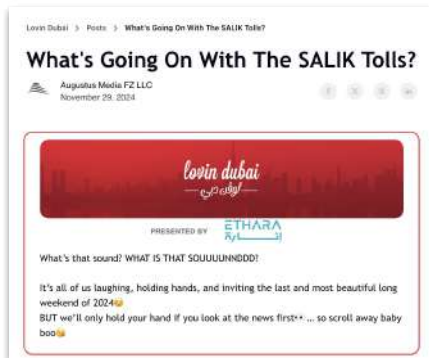 Lovin Dubai > Posts > What's Going On With The SALIK Tolls?
What's Going On With The SALIK Tolls?
Augustus Media FZ LLC
November 29, 2024
lovin dubai
لوڤن دبي
PRESENTED BY ETHARA
إثارة
What's that sound? WHAT IS THAT SOUUUUNNDDD?
It's all of us laughing, holding hands, and inviting the last and most beautiful long
weekend of 2024😉
BUT we'll only hold your hand if you look at the news first👀 ... so scroll away baby
boo😘